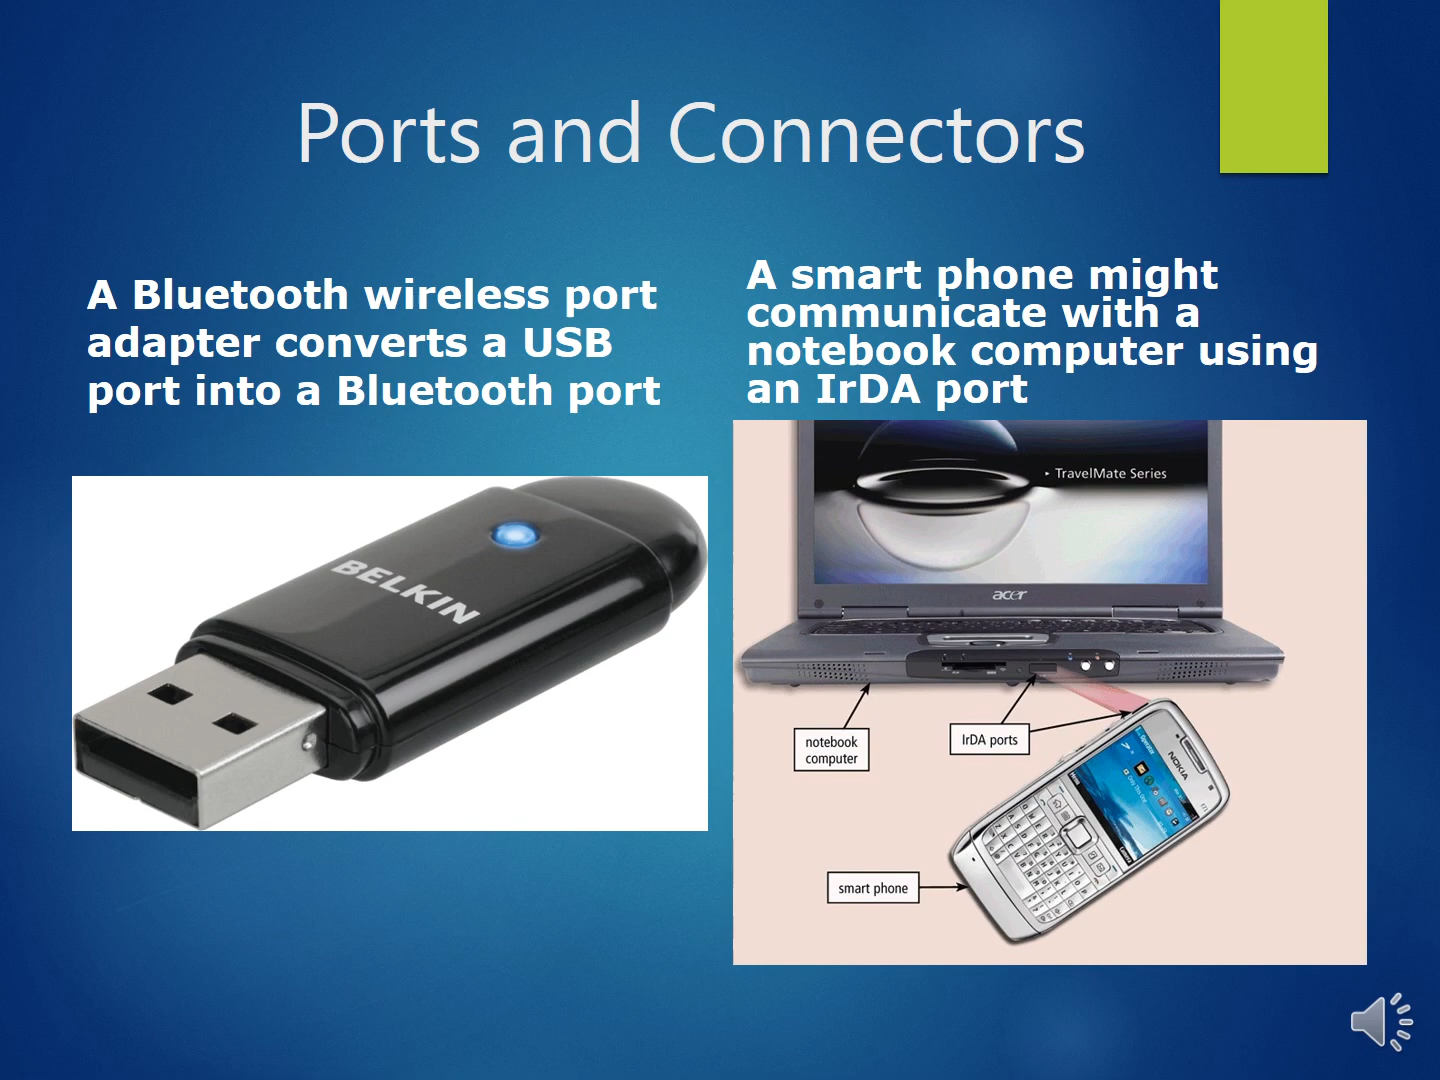 Ports and Connectors
A Bluetooth wireless port
adapter converts a USB
port into a Bluetooth port
A smart phone might
communicate with a
notebook computer using
an IrDA port
BELKIN
TravelMate Series
acer
notebook
computer
IrDA ports
NOKIA
smart phone